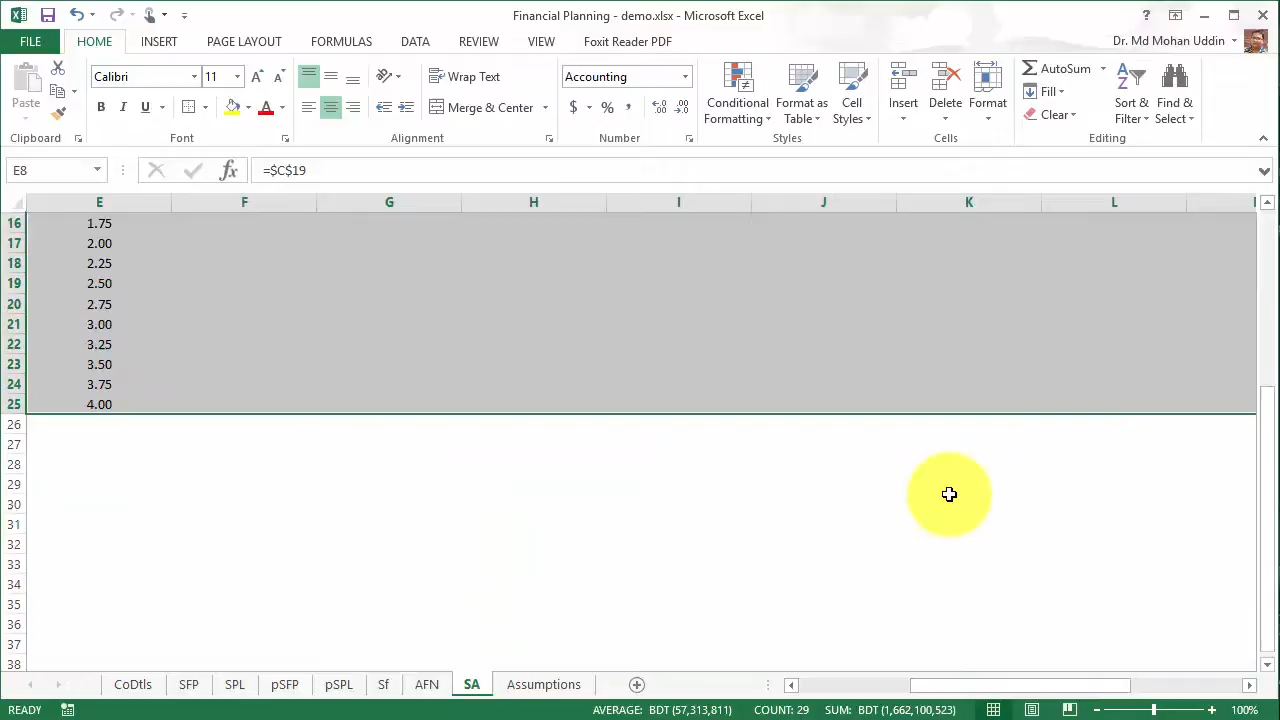 Financial Planning - demo.xlsx - Microsoft Excel
?
FILE HOME INSERT PAGE LAYOUT FORMULAS DATA REVIEW VIEW Foxit Reader PDF Dr. Md Mohan Uddin
Paste
Clipboard
Calibri 11 A A
B I U A
Font
Wrap Text
Merge & Center
Alignment
Accounting
$ % , .0 .00 .00 .0
Number
Conditional Formatting
Format as Table
Cell Styles
Styles
Insert Delete Format
Cells
AutoSum
Fill
Clear
Sort & Filter
Find & Select
Editing
E8 fx =$C$19
E F G H I J K L
16 1.75
17 2.00
18 2.25
19 2.50
20 2.75
21 3.00
22 3.25
23 3.50
24 3.75
25 4.00
26
27
28
29
30
31
32
33
34
35
36
37
38
CoDtls SFP SPL pSFP pSPL Sf AFN SA Assumptions
READY AVERAGE: BDT (57,313,811) COUNT: 29 SUM: BDT (1,662,100,523) 100%